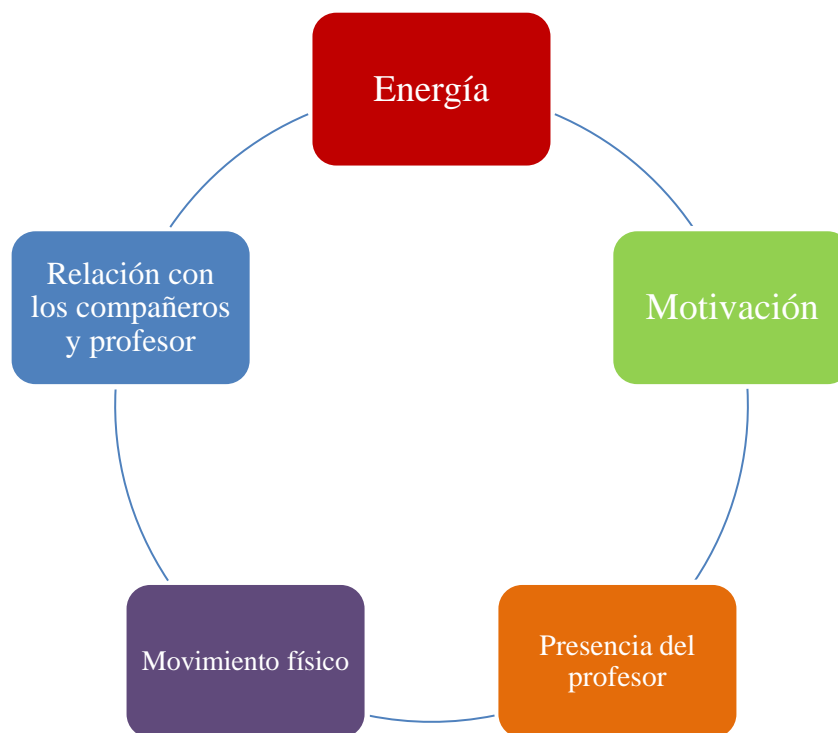 Energía
Relación con
los compañeros
y profesor
Motivación
Movimiento físico
Presencia del
profesor